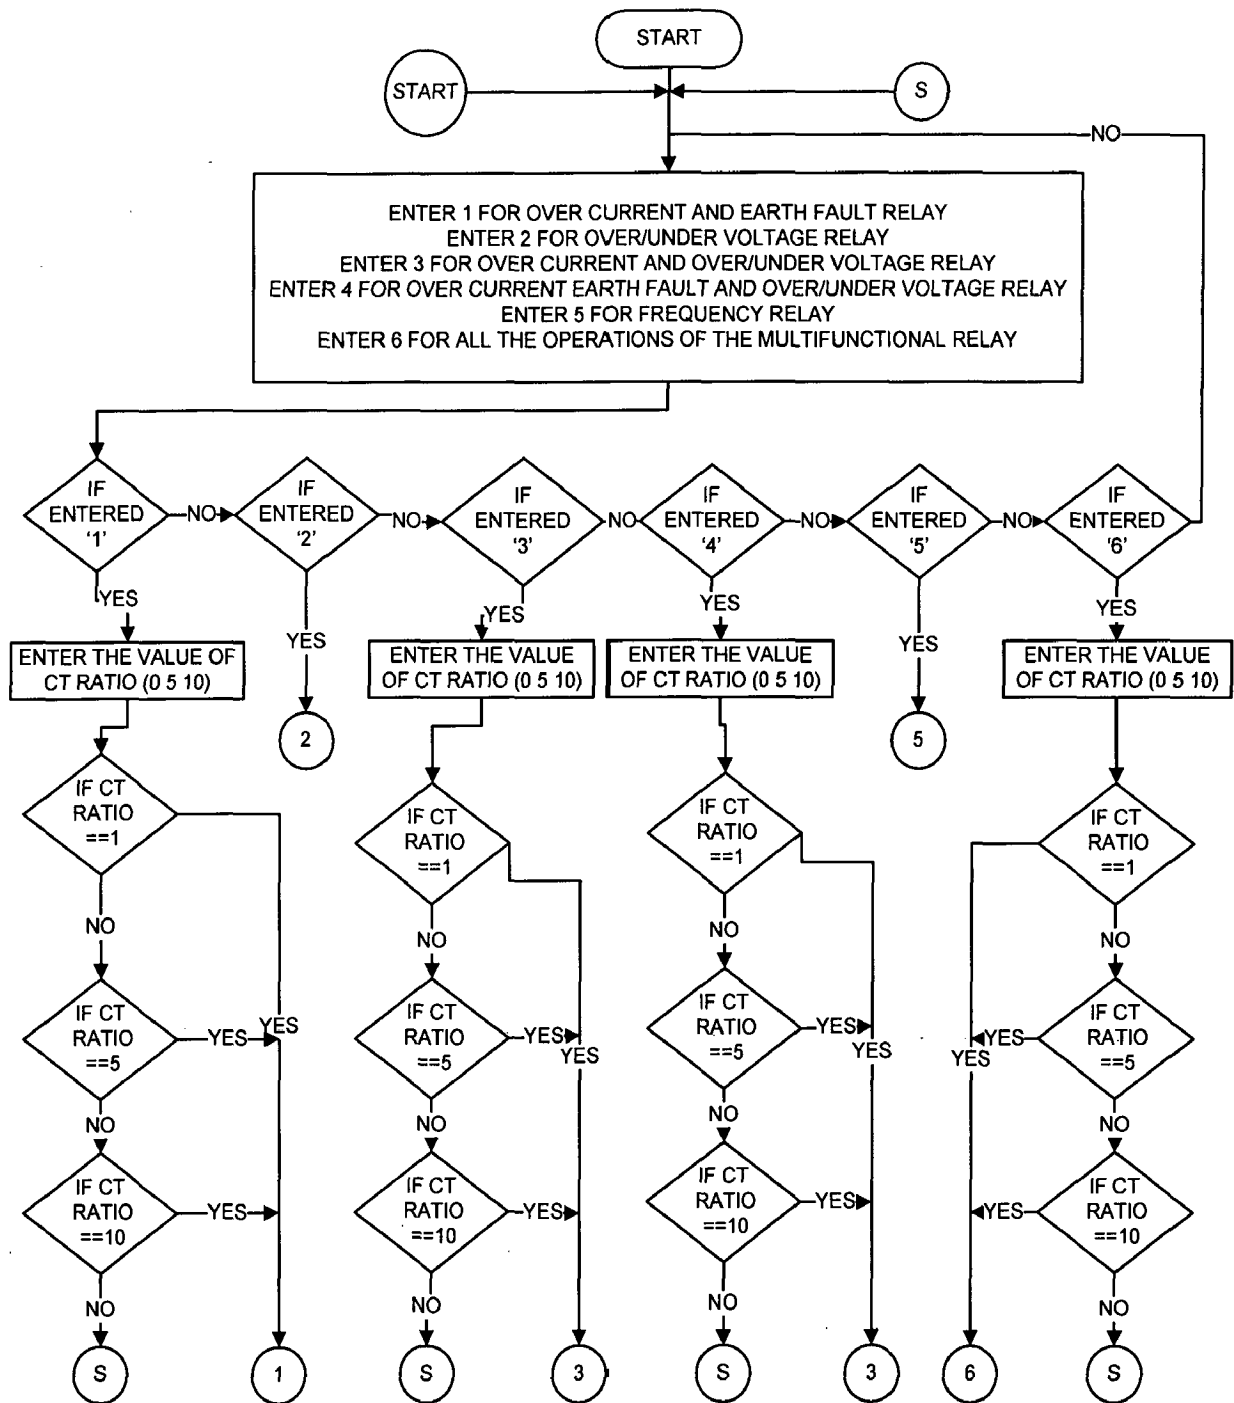 START
START
S
NO
ENTER 1 FOR OVER CURRENT AND EARTH FAULT RELAY
ENTER 2 FOR OVER/UNDER VOLTAGE RELAY
ENTER 3 FOR OVER CURRENT AND OVER/UNDER VOLTAGE RELAY
ENTER 4 FOR OVER CURRENT EARTH FAULT AND OVER/UNDER VOLTAGE RELAY
ENTER 5 FOR FREQUENCY RELAY
ENTER 6 FOR ALL THE OPERATIONS OF THE MULTIFUNCTIONAL RELAY
IF
ENTERED
'1'
NO
IF
ENTERED
'2'
NO
IF
ENTERED
'3'
NO
IF
ENTERED
'4'
NO
IF
ENTERED
'5'
NO
IF
ENTERED
'6'
YES
YES
YES
YES
YES
YES
ENTER THE VALUE OF
CT RATIO (0 5 10)
2
ENTER THE VALUE
OF CT RATIO (0 5 10)
ENTER THE VALUE
OF CT RATIO (0 5 10)
5
ENTER THE VALUE
OF CT RATIO (0 5 10)
IF CT
RATIO
==1
NO
IF CT
RATIO
==5
YES
YES
NO
IF CT
RATIO
==10
YES
NO
S
1
IF CT
RATIO
==1
NO
IF CT
RATIO
==5
YES
YES
NO
IF CT
RATIO
==10
YES
NO
S
3
IF CT
RATIO
==1
NO
IF CT
RATIO
==5
YES
YES
NO
IF CT
RATIO
==10
YES
NO
S
3
IF CT
RATIO
==1
NO
IF CT
RATIO
==5
YES
YES
NO
IF CT
RATIO
==10
YES
NO
6
S